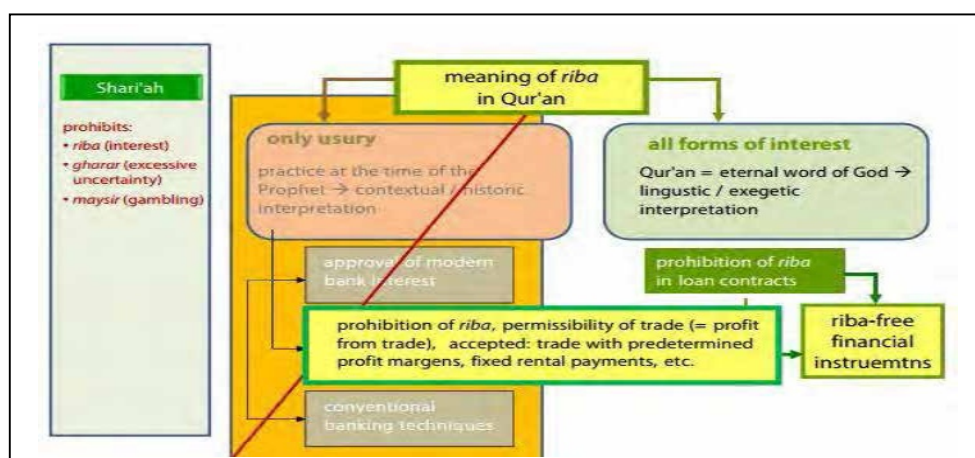 Shari'ah
prohibits:
• riba (interest)
• gharar (excessive
uncertainty)
• maysir (gambling)
meaning of riba
in Qur'an
only usury
practice at the time of the
Prophet → contextual / historic
interpretation
all forms of interest
Qur'an = eternal word of God →
lingustic / exegetic
interpretation
approval of modern
bank interest
prohibition of riba
in loan contracts
prohibition of riba, permissibility of trade (= profit
from trade), accepted: trade with predetermined
profit margins, fixed rental payments, etc.
riba-free
financial
instruemtns
conventional
banking techniques